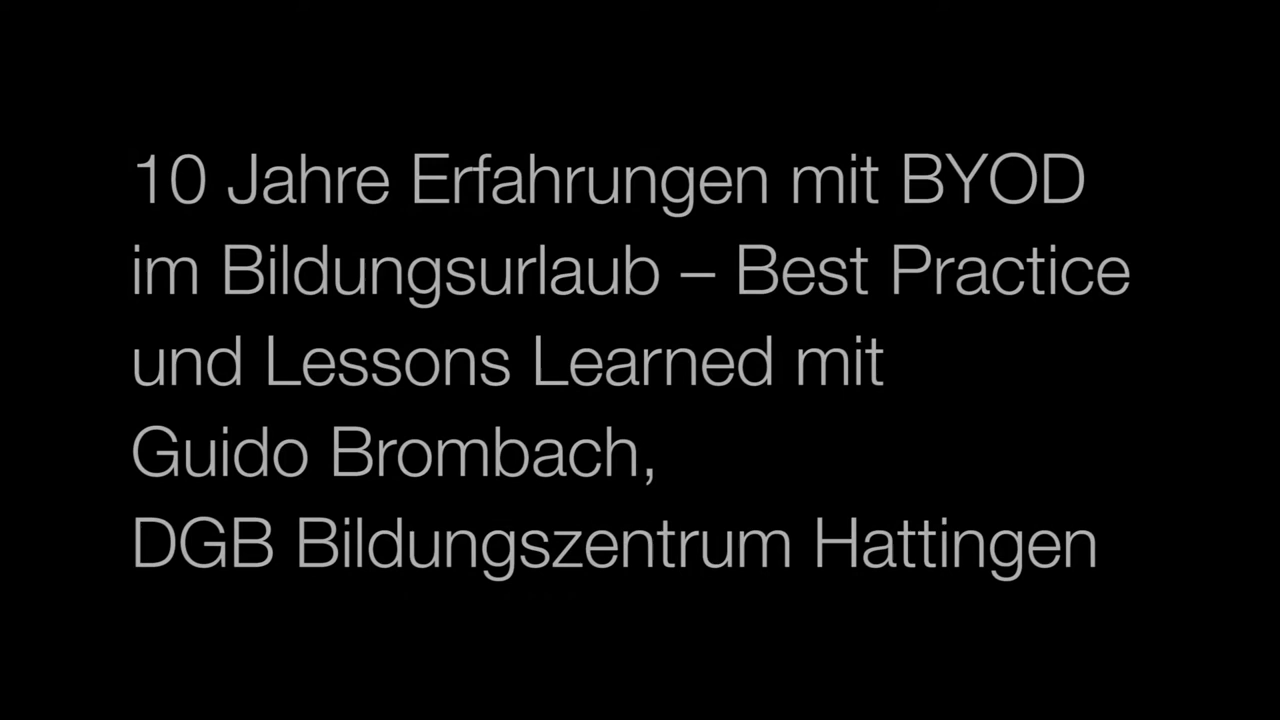 10 Jahre Erfahrungen mit BYOD
im Bildungsurlaub – Best Practice
und Lessons Learned mit
Guido Brombach,
DGB Bildungszentrum Hattingen